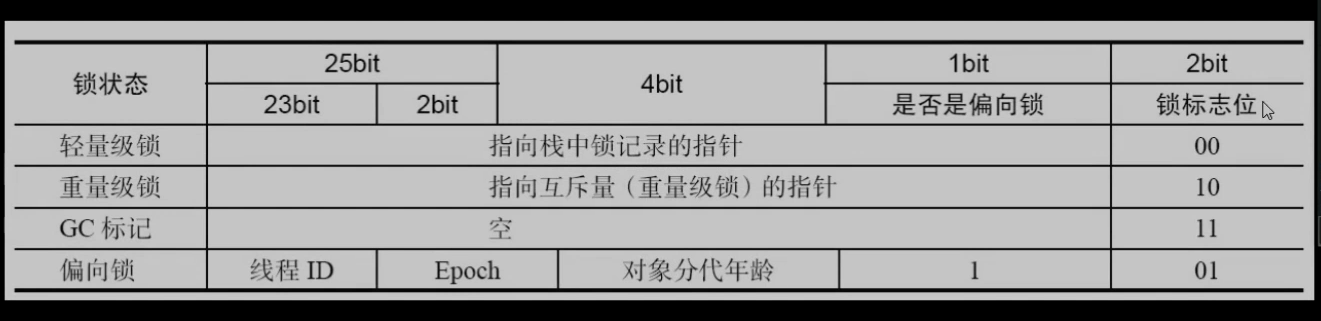 锁状态 25bit 4bit 1bit 2bit
23bit 2bit 是否是偏向锁 锁标志位
轻量级锁 指向栈中锁记录的指针 00
重量级锁 指向互斥量（重量级锁）的指针 10
GC 标记 空 11
偏向锁 线程 ID Epoch 对象分代年龄 1 01